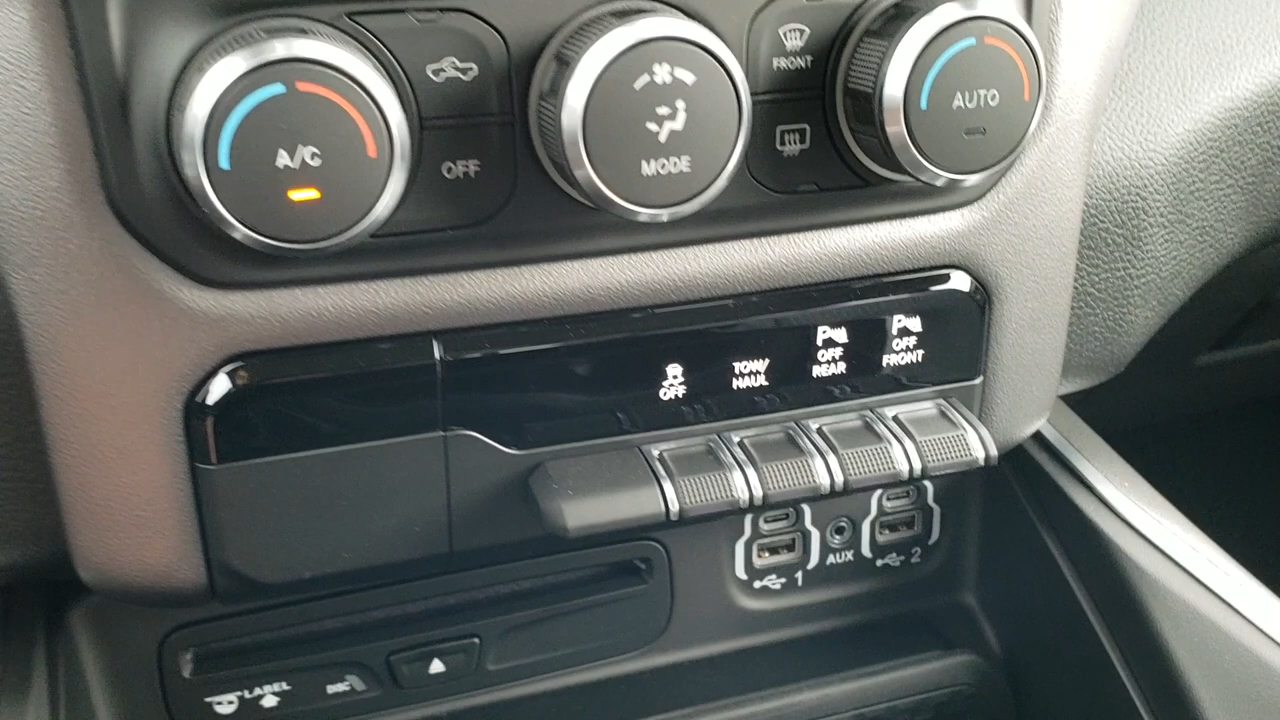 A/C
OFF
MODE
FRONT
AUTO
OFF
TOW/
HAUL
P
OFF
REAR
P
OFF
FRONT
1
AUX
2
LABEL
DISC